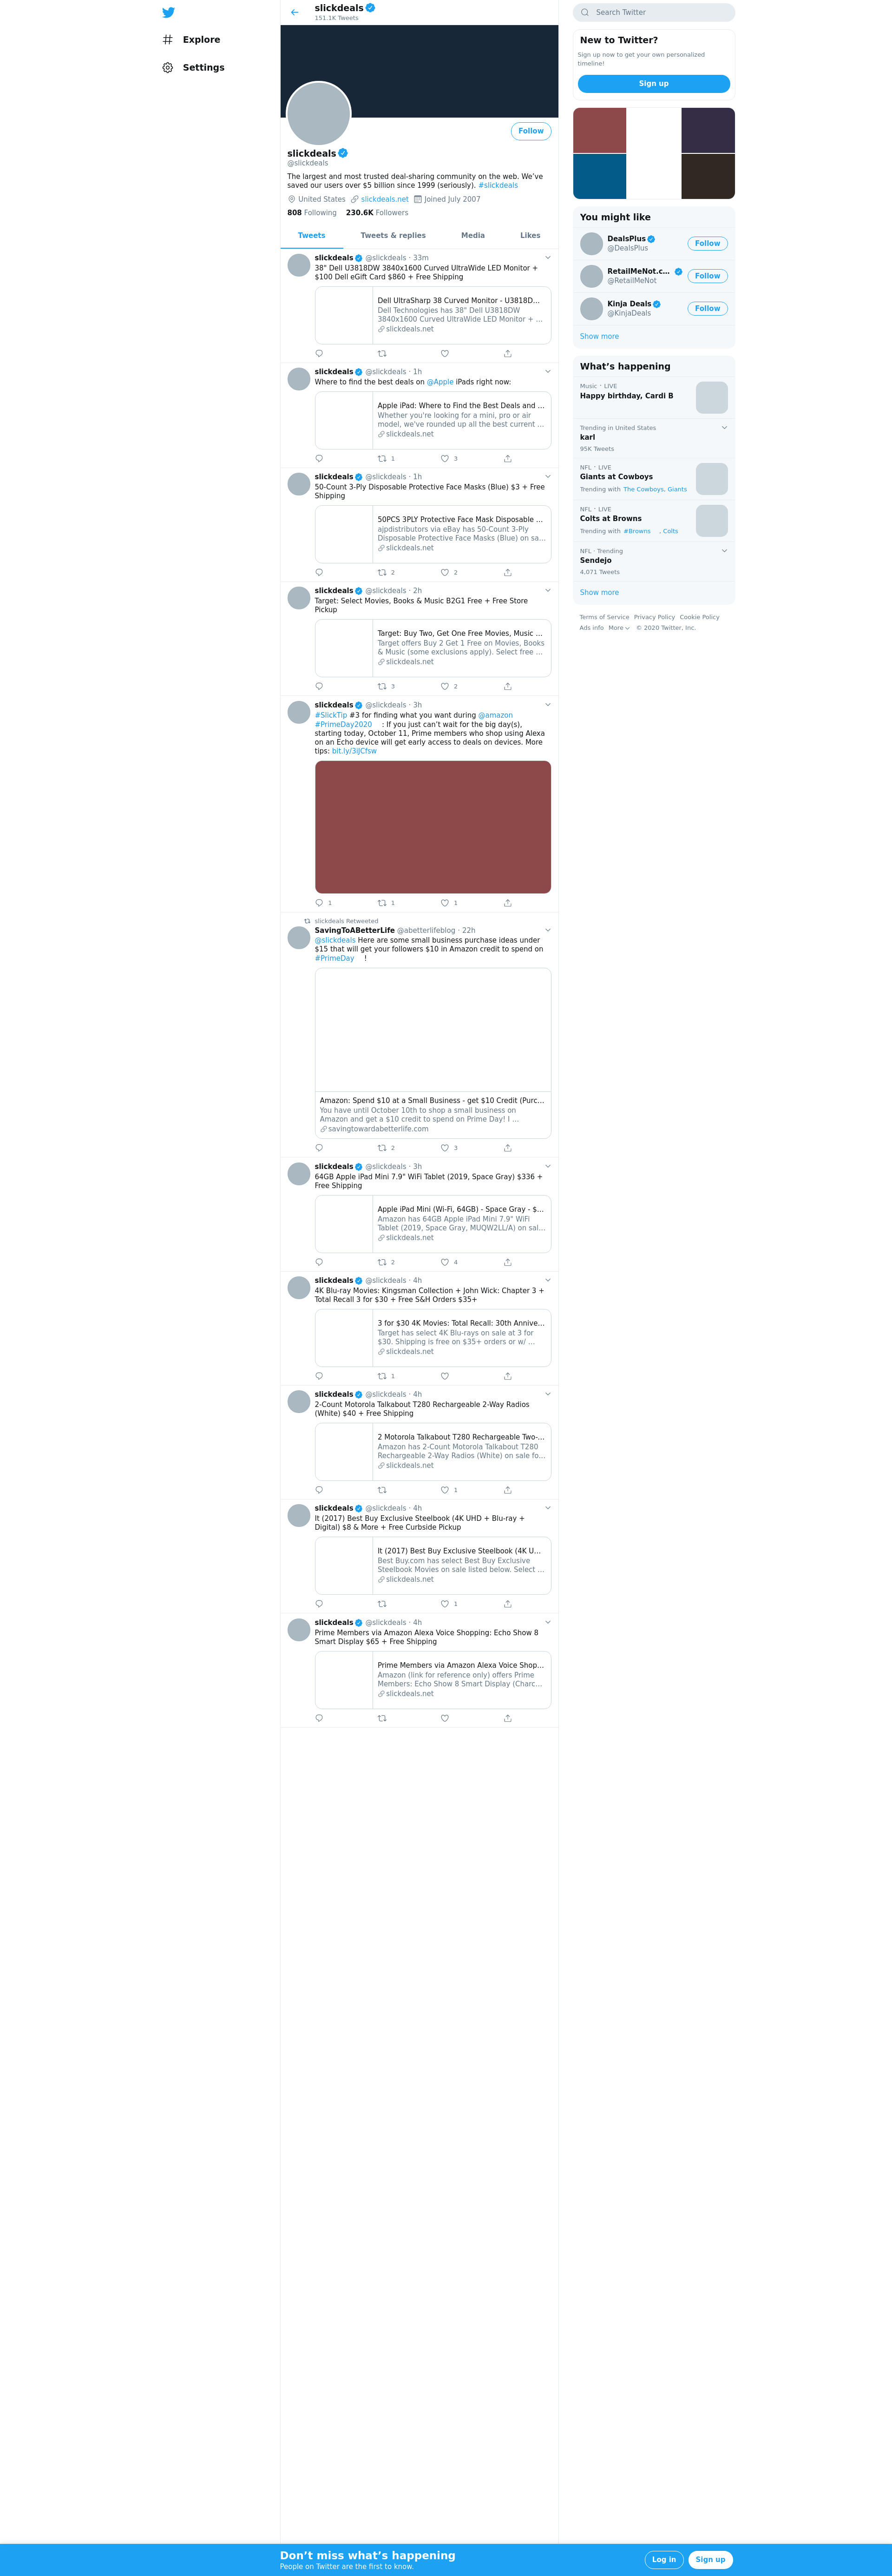 Explore
Settings
slickdeals
151.1K Tweets
Follow
slickdeals
@slickdeals
The largest and most trusted deal-sharing community on the web. We’ve
saved our users over $5 billion since 1999 (seriously). #slickdeals
United States slickdeals.net Joined July 2007
808 Following 230.6K Followers
Tweets Tweets & replies Media Likes
slickdeals @slickdeals · 33m
38" Dell U3818DW 3840x1600 Curved UltraWide LED Monitor +
$100 Dell eGift Card $860 + Free Shipping
Dell UltraSharp 38 Curved Monitor - U3818D...
Dell Technologies has 38" Dell U3818DW
3840x1600 Curved UltraWide LED Monitor + ...
slickdeals.net
slickdeals @slickdeals · 1h
Where to find the best deals on @Apple iPads right now:
Apple iPad: Where to Find the Best Deals and ...
Whether you’re looking for a mini, pro or air
model, we’ve rounded up all the best current ...
slickdeals.net
1 3
slickdeals @slickdeals · 1h
50-Count 3-Ply Disposable Protective Face Masks (Blue) $3 + Free
Shipping
50PCS 3PLY Protective Face Mask Disposable ...
ajpdistributors via eBay has 50-Count 3-Ply
Disposable Protective Face Masks (Blue) on sa...
slickdeals.net
2 2
slickdeals @slickdeals · 2h
Target: Select Movies, Books & Music B2G1 Free + Free Store
Pickup
Target: Buy Two, Get One Free Movies, Music ...
Target offers Buy 2 Get 1 Free on Movies, Books
& Music (some exclusions apply). Select free ...
slickdeals.net
3 2
slickdeals @slickdeals · 3h
#SlickTip #3 for finding what you want during @amazon
#PrimeDay2020 : If you just can’t wait for the big day(s),
starting today, October 11, Prime members who shop using Alexa
on an Echo device will get early access to deals on devices. More
tips: bit.ly/3iJCfsw
1 1 1
slickdeals Retweeted
SavingToABetterLife @abetterlifeblog · 22h
@slickdeals Here are some small business purchase ideas under
$15 that will get your followers $10 in Amazon credit to spend on
#PrimeDay !
Amazon: Spend $10 at a Small Business - get $10 Credit (Purc...
You have until October 10th to shop a small business on
Amazon and get a $10 credit to spend on Prime Day! I ...
savingtowardabetterlife.com
2 3
slickdeals @slickdeals · 3h
64GB Apple iPad Mini 7.9" WiFi Tablet (2019, Space Gray) $336 +
Free Shipping
Apple iPad Mini (Wi-Fi, 64GB) - Space Gray - $...
Amazon has 64GB Apple iPad Mini 7.9" WiFi
Tablet (2019, Space Gray, MUQW2LL/A) on sal...
slickdeals.net
2 4
slickdeals @slickdeals · 4h
4K Blu-ray Movies: Kingsman Collection + John Wick: Chapter 3 +
Total Recall 3 for $30 + Free S&H Orders $35+
3 for $30 4K Movies: Total Recall: 30th Annive...
Target has select 4K Blu-rays on sale at 3 for
$30. Shipping is free on $35+ orders or w/ ...
slickdeals.net
1
slickdeals @slickdeals · 4h
2-Count Motorola Talkabout T280 Rechargeable 2-Way Radios
(White) $40 + Free Shipping
2 Motorola Talkabout T280 Rechargeable Two-...
Amazon has 2-Count Motorola Talkabout T280
Rechargeable 2-Way Radios (White) on sale fo...
slickdeals.net
1
slickdeals @slickdeals · 4h
It (2017) Best Buy Exclusive Steelbook (4K UHD + Blu-ray +
Digital) $8 & More + Free Curbside Pickup
It (2017) Best Buy Exclusive Steelbook (4K U...
Best Buy.com has select Best Buy Exclusive
Steelbook Movies on sale listed below. Select ...
slickdeals.net
1
slickdeals @slickdeals · 4h
Prime Members via Amazon Alexa Voice Shopping: Echo Show 8
Smart Display $65 + Free Shipping
Prime Members via Amazon Alexa Voice Shop...
Amazon (link for reference only) offers Prime
Members: Echo Show 8 Smart Display (Charc...
slickdeals.net
Search Twitter
New to Twitter?
Sign up now to get your own personalized
timeline!
Sign up
You might like
DealsPlus
@DealsPlus
Follow
RetailMeNot.c...
@RetailMeNot
Follow
Kinja Deals
@KinjaDeals
Follow
Show more
What’s happening
Music · LIVE
Happy birthday, Cardi B
Trending in United States
karl
95K Tweets
NFL · LIVE
Giants at Cowboys
Trending with The Cowboys, Giants
NFL · LIVE
Colts at Browns
Trending with #Browns , Colts
NFL · Trending
Sendejo
4,071 Tweets
Show more
Terms of Service Privacy Policy Cookie Policy
Ads info More © 2020 Twitter, Inc.
Don’t miss what’s happening
People on Twitter are the first to know.
Log in Sign up